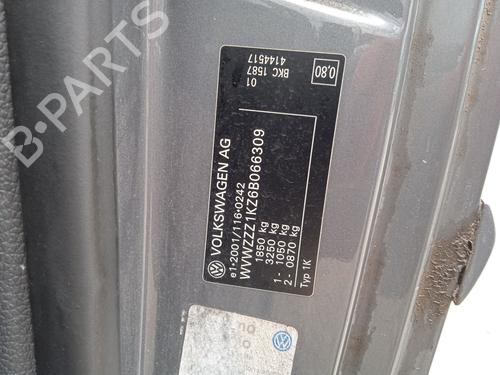 VOLKSWAGEN AG
e1*2001/116*0242
WVWZZZ1KZ6B066309
1850 kg
3250 kg
1 - 1050 kg
2 - 0870 kg
Typ 1K
01
BKC 1587
4144517
0,80
B-PARTS